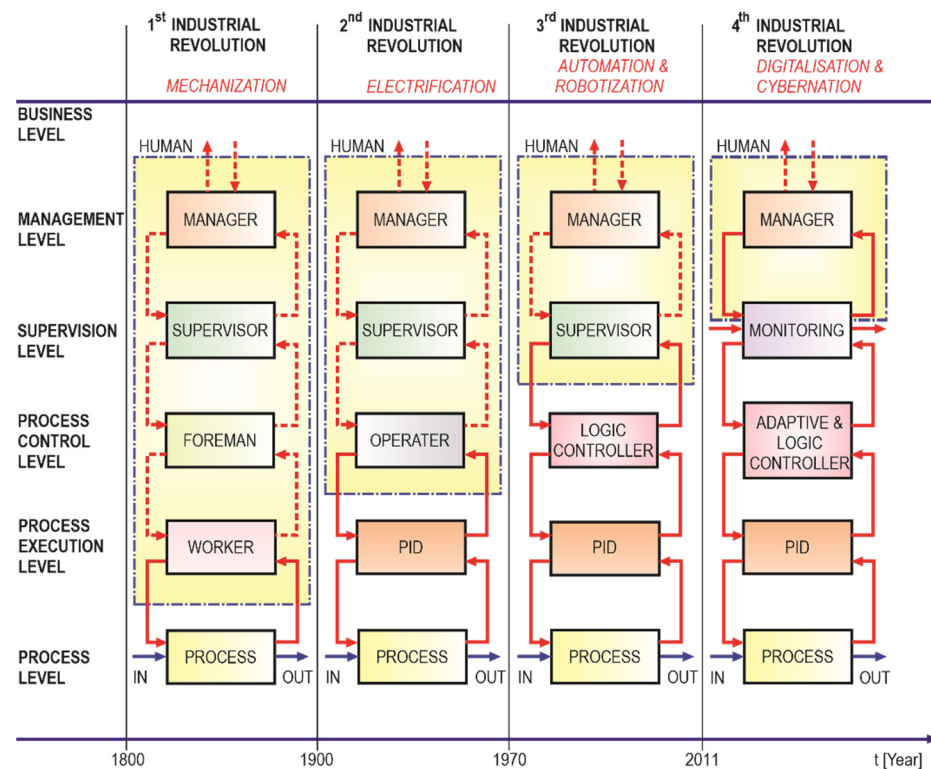 1st INDUSTRIAL
REVOLUTION
MECHANIZATION
2nd INDUSTRIAL
REVOLUTION
ELECTRIFICATION
3rd INDUSTRIAL
REVOLUTION
AUTOMATION &
ROBOTIZATION
4th INDUSTRIAL
REVOLUTION
DIGITALISATION &
CYBERNATION
BUSINESS
LEVEL
HUMAN
HUMAN
HUMAN
HUMAN
MANAGEMENT
LEVEL
MANAGER
MANAGER
MANAGER
MANAGER
SUPERVISION
LEVEL
SUPERVISOR
SUPERVISOR
SUPERVISOR
MONITORING
PROCESS
CONTROL
LEVEL
FOREMAN
OPERATER
LOGIC
CONTROLLER
ADAPTIVE &
LOGIC
CONTROLLER
PROCESS
EXECUTION
LEVEL
WORKER
PID
PID
PID
PROCESS
LEVEL
PROCESS
IN
OUT
PROCESS
IN
OUT
PROCESS
IN
OUT
PROCESS
IN
OUT
1800
1900
1970
2011
t [Year]